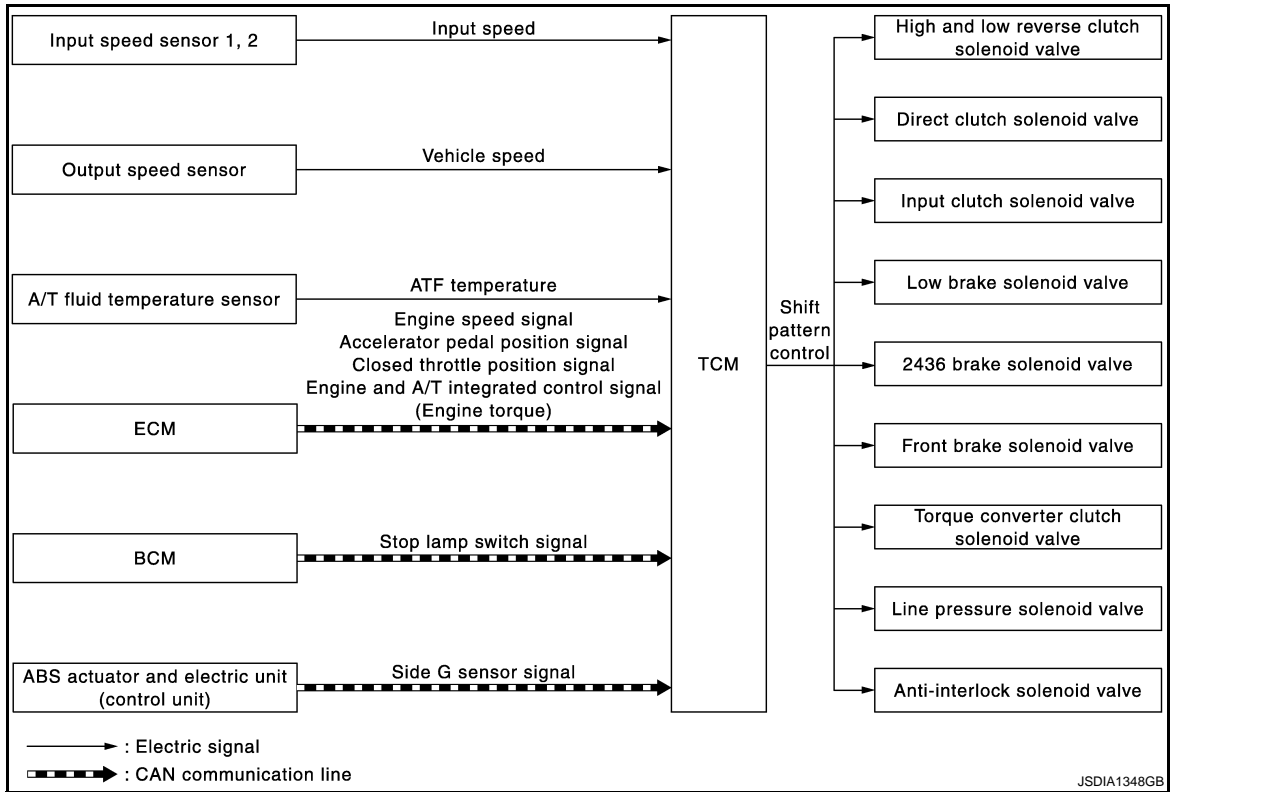 Input speed sensor 1, 2
Input speed
Output speed sensor
Vehicle speed
A/T fluid temperature sensor
ATF temperature
Engine speed signal
Accelerator pedal position signal
Closed throttle position signal
Engine and A/T integrated control signal
(Engine torque)
ECM
BCM
Stop lamp switch signal
ABS actuator and electric unit
(control unit)
Side G sensor signal
TCM
Shift
pattern
control
High and low reverse clutch
solenoid valve
Direct clutch solenoid valve
Input clutch solenoid valve
Low brake solenoid valve
2436 brake solenoid valve
Front brake solenoid valve
Torque converter clutch
solenoid valve
Line pressure solenoid valve
Anti-interlock solenoid valve
: Electric signal
: CAN communication line
JSDIA1348GB